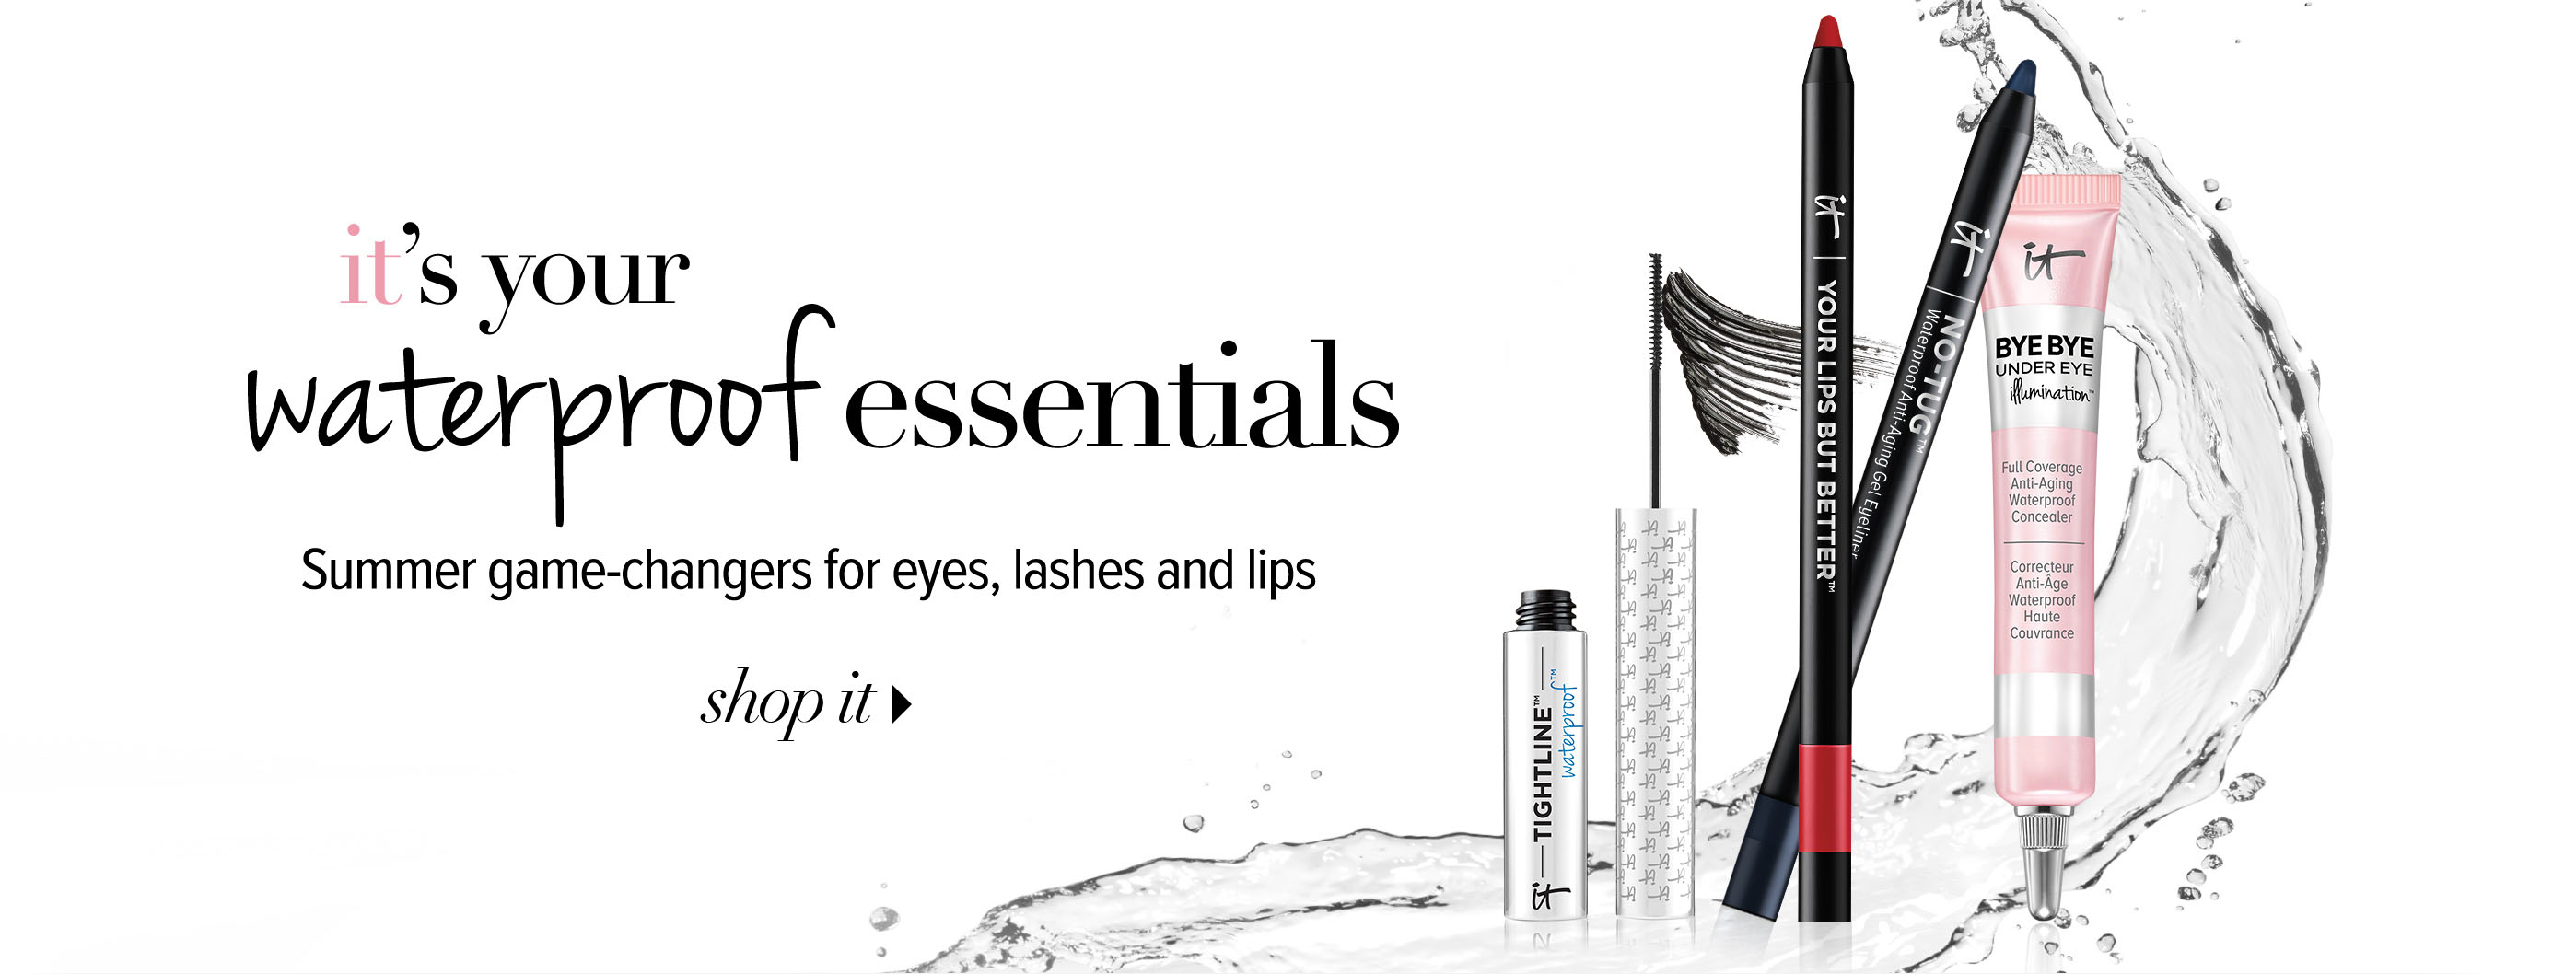 it's your
waterproof essentials
Summer game-changers for eyes, lashes and lips
shop it
it TIGHTLINE™
waterproof™
it YOUR LIPS BUT BETTER™
it NO-TUG™
Waterproof Anti-Aging Gel Eyeliner
it
BYE BYE
UNDER EYE
illumination™
Full Coverage
Anti-Aging
Waterproof
Concealer
Correcteur
Anti-Âge
Waterproof
Haute
Couvrance